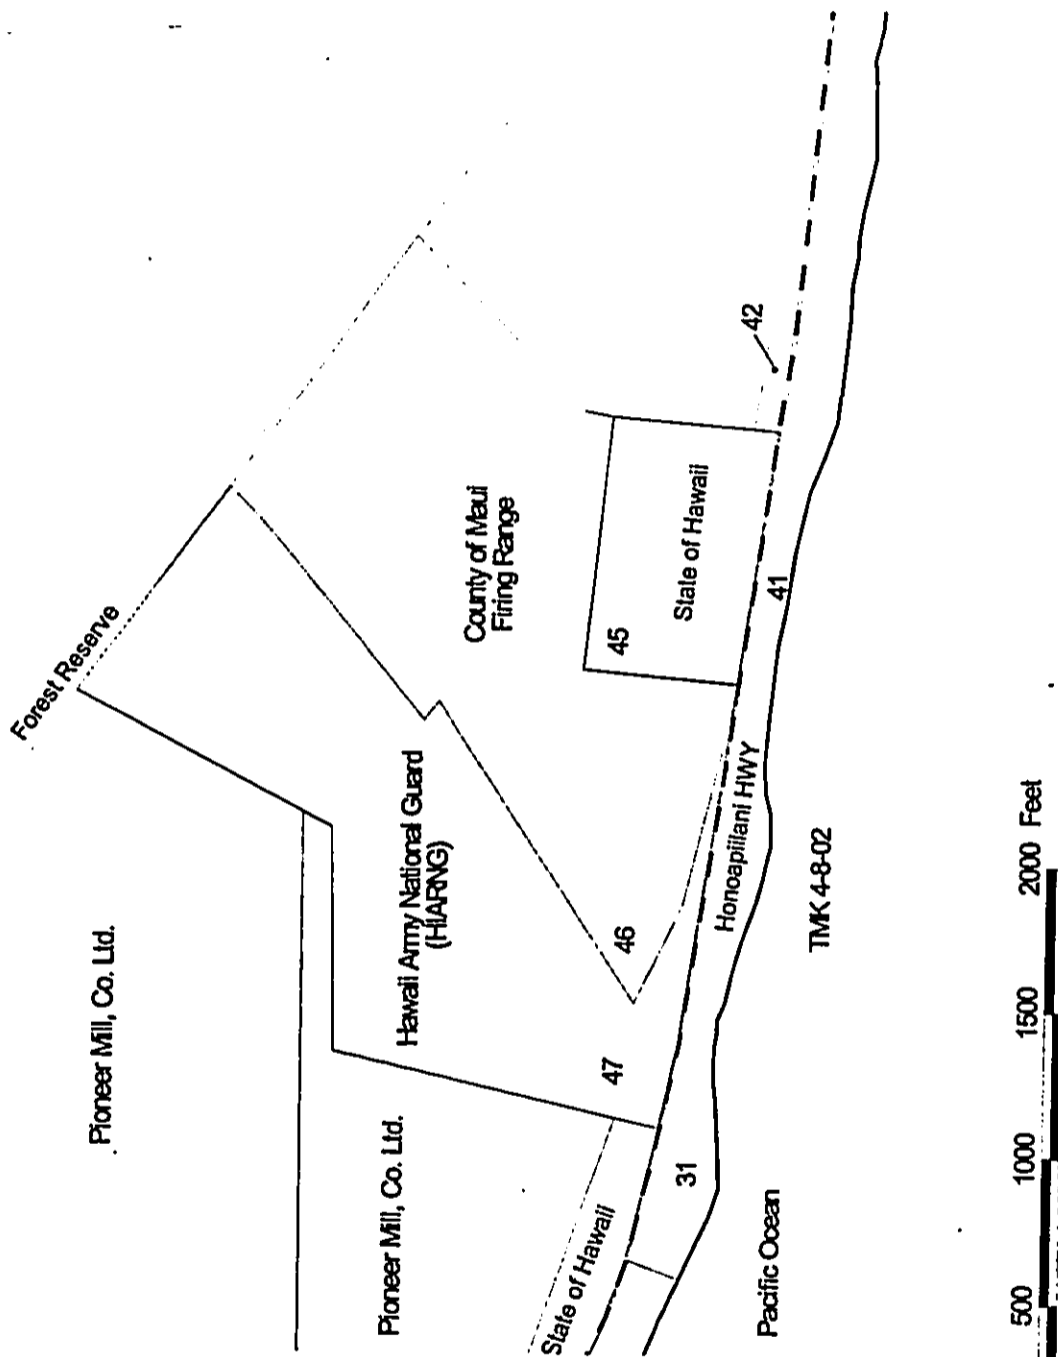 Forest Reserve
Pioneer Mill, Co. Ltd.
Hawaii Army National Guard
(HIARNG)
County of Maui
Firing Range
42
45
State of Hawaii
Pioneer Mill, Co. Ltd.
47
46
41
State of Hawaii
31
Honoapiilani HWY
Pacific Ocean
TMK 4-8-02
500
1000
1500
2000 Feet